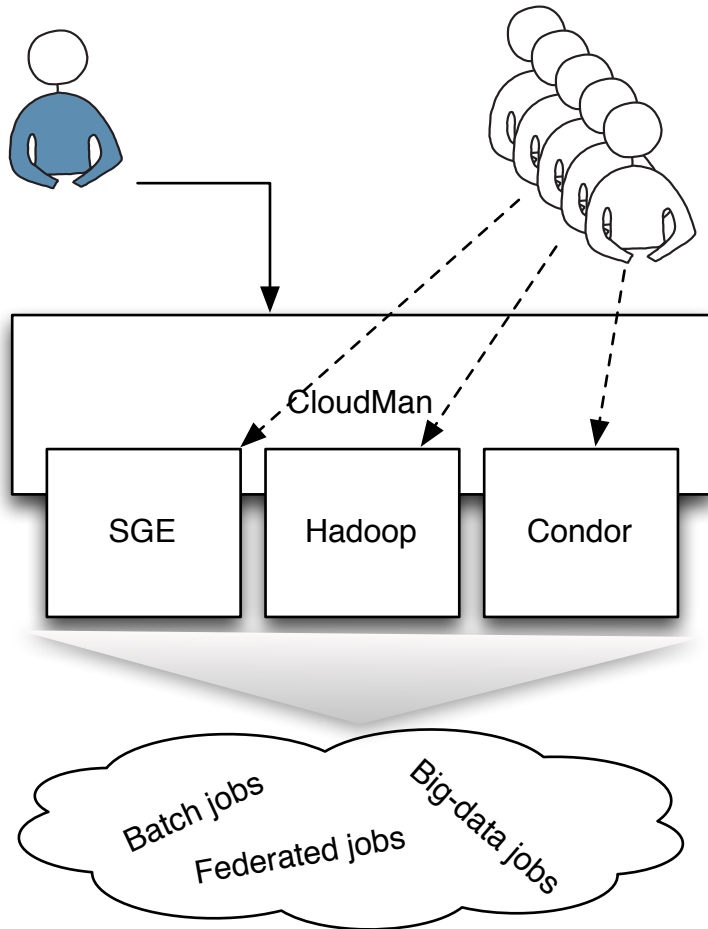 CloudMan
SGE
Hadoop
Condor
Batch jobs
Federated jobs
Big-data jobs